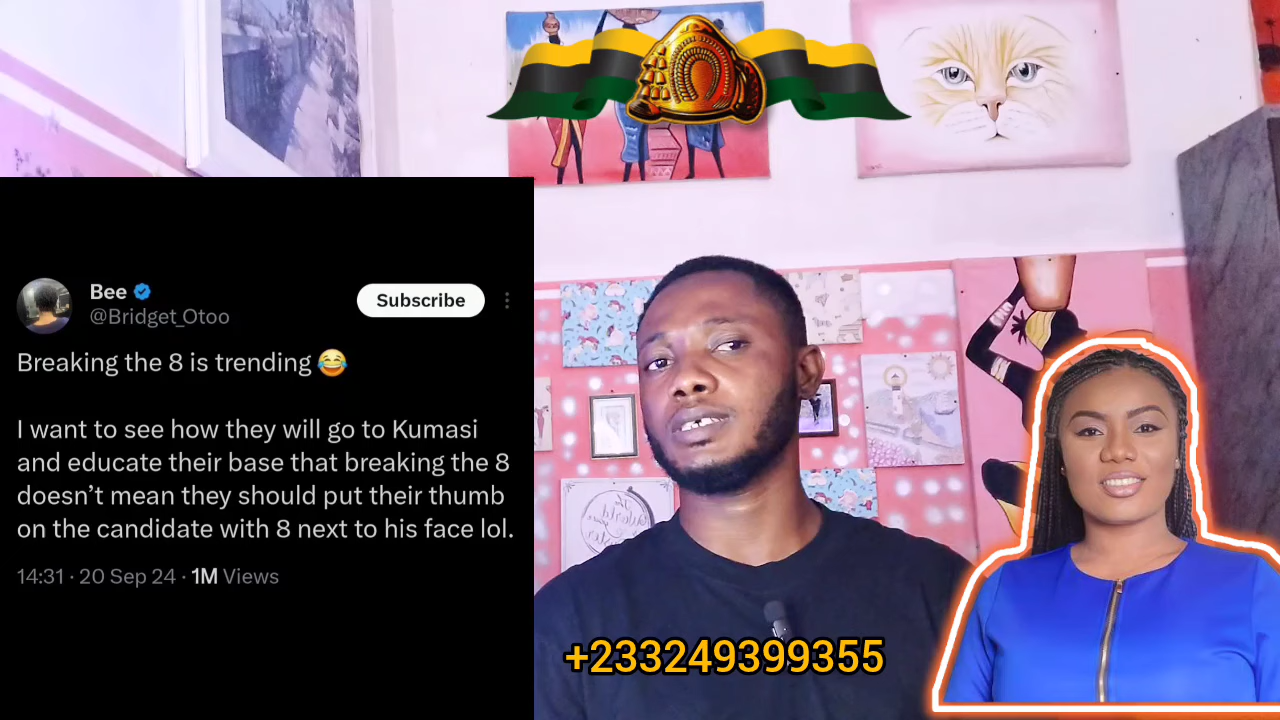 Bee
@Bridget_Otoo
Subscribe
Breaking the 8 is trending 😂
I want to see how they will go to Kumasi
and educate their base that breaking the 8
doesn’t mean they should put their thumb
on the candidate with 8 next to his face lol.
14:31 · 20 Sep 24 · 1M Views
+233249399355